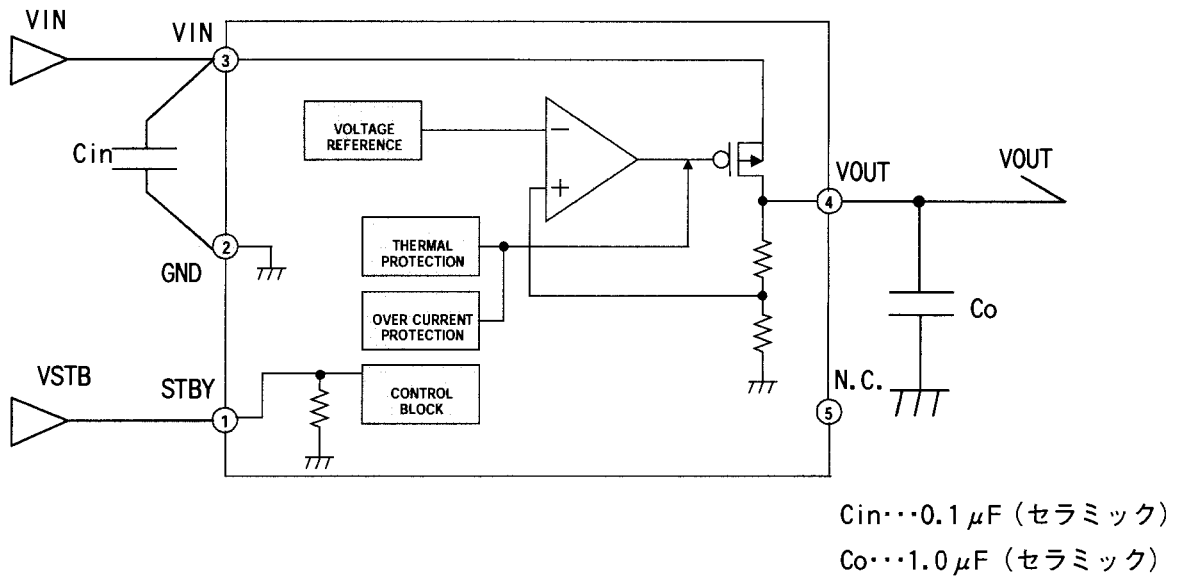 VIN
VIN
3
VOLTAGE
REFERENCE
−
+
Cin
VOUT
VOUT
4
2
GND
THERMAL
PROTECTION
OVER CURRENT
PROTECTION
Co
VSTB
STBY
1
CONTROL
BLOCK
N.C.
5
Cin･･･0.1μF (セラミック)
Co･･･1.0μF (セラミック)